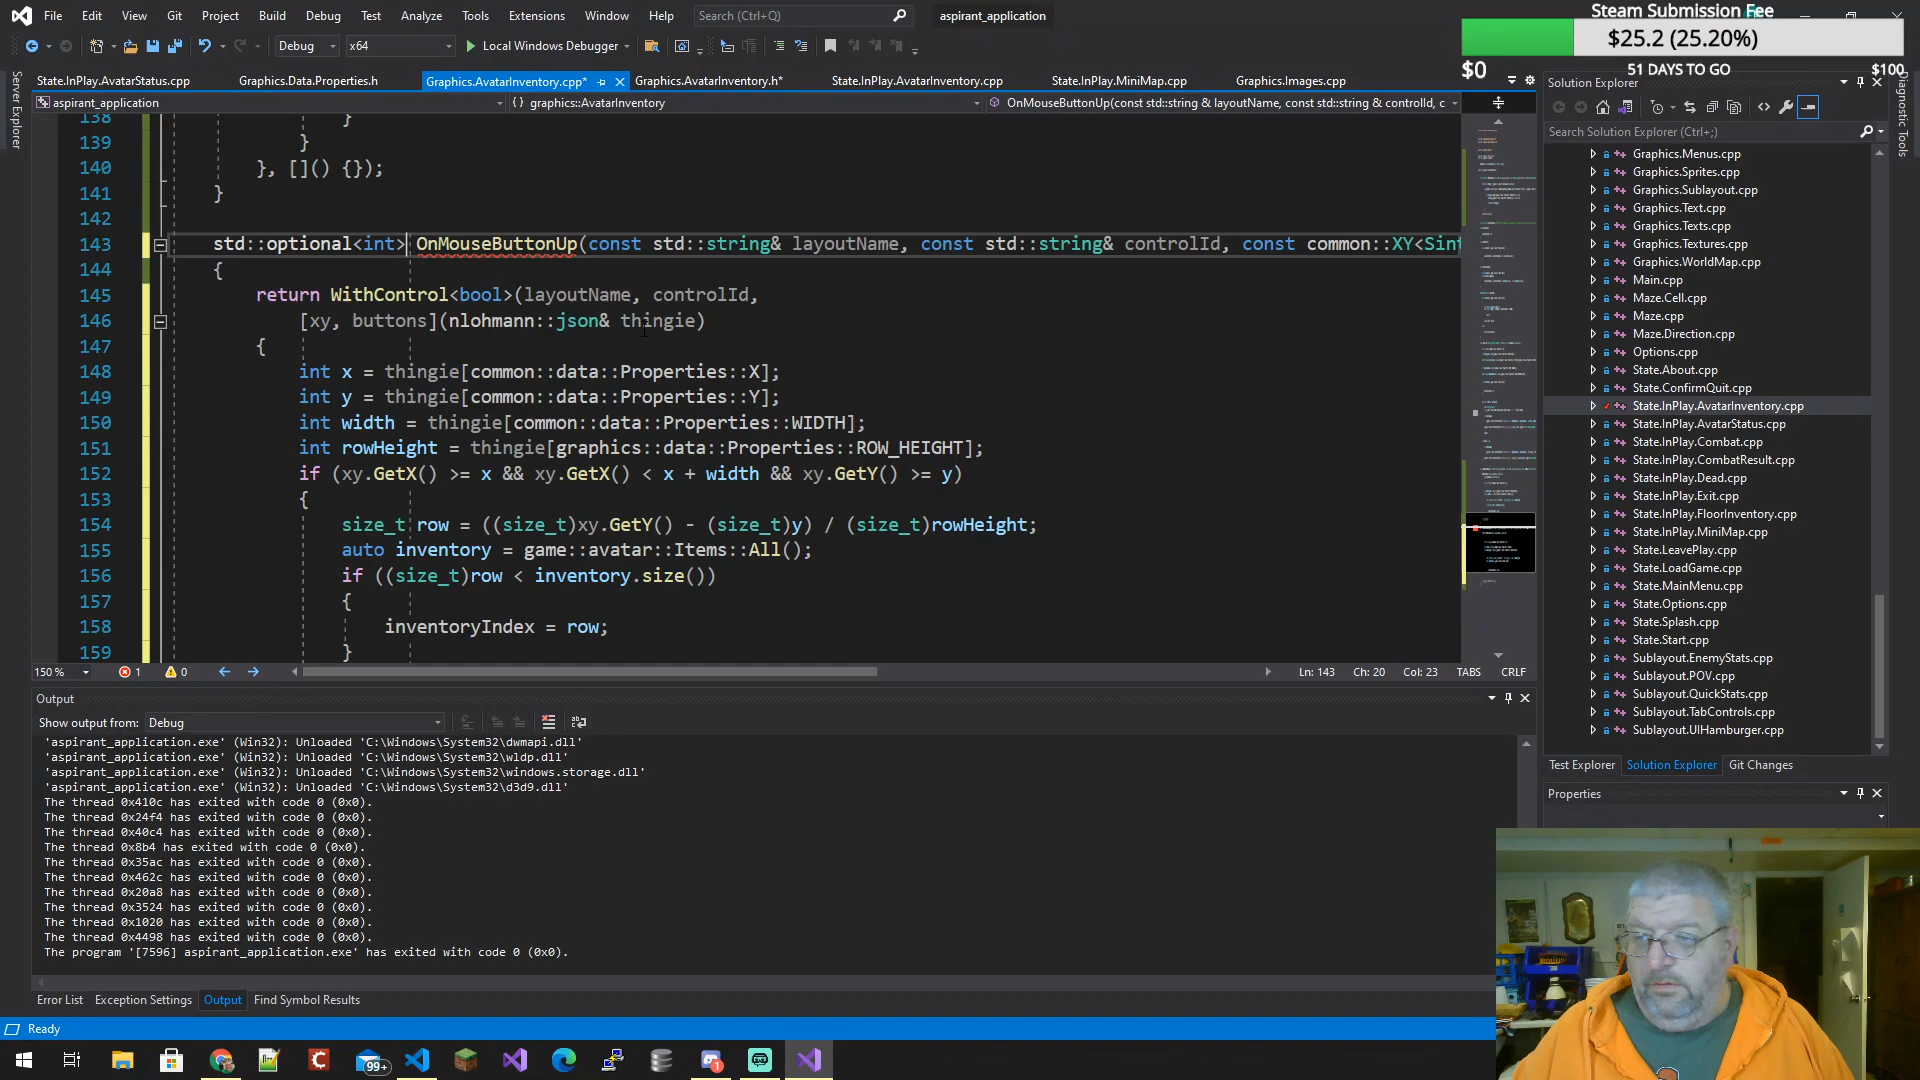 File Edit View Git Project Build Debug Test Analyze Tools Extensions Window Help Search (Ctrl+Q) aspirant_application
Steam Submission Fee
$25.2 (25.20%)
$0 51 DAYS TO GO $100
Debug x64 Local Windows Debugger
State.InPlay.AvatarStatus.cpp Graphics.Data.Properties.h Graphics.AvatarInventory.cpp* Graphics.AvatarInventory.h* State.InPlay.AvatarInventory.cpp State.InPlay.MiniMap.cpp Graphics.Images.cpp
aspirant_application {} graphics::AvatarInventory OnMouseButtonUp(const std::string & layoutName, const std::string & controlId, c
Server Explorer
138 }
139 }
140 }, []() {});
141 }
142
143 std::optional<int> OnMouseButtonUp(const std::string& layoutName, const std::string& controlId, const common::XY<Sint
144 {
145 return WithControl<bool>(layoutName, controlId,
146 [xy, buttons](nlohmann::json& thingie)
147 {
148 int x = thingie[common::data::Properties::X];
149 int y = thingie[common::data::Properties::Y];
150 int width = thingie[common::data::Properties::WIDTH];
151 int rowHeight = thingie[graphics::data::Properties::ROW_HEIGHT];
152 if (xy.GetX() >= x && xy.GetX() < x + width && xy.GetY() >= y)
153 {
154 size_t row = ((size_t)xy.GetY() - (size_t)y) / (size_t)rowHeight;
155 auto inventory = game::avatar::Items::All();
156 if ((size_t)row < inventory.size())
157 {
158 inventoryIndex = row;
159 }
150 % 1 0 Ln: 143 Ch: 20 Col: 23 TABS CRLF
Output
Show output from: Debug
'aspirant_application.exe' (Win32): Unloaded 'C:\Windows\System32\dwmapi.dll'
'aspirant_application.exe' (Win32): Unloaded 'C:\Windows\System32\wldp.dll'
'aspirant_application.exe' (Win32): Unloaded 'C:\Windows\System32\windows.storage.dll'
'aspirant_application.exe' (Win32): Unloaded 'C:\Windows\System32\d3d9.dll'
The thread 0x410c has exited with code 0 (0x0).
The thread 0x24f4 has exited with code 0 (0x0).
The thread 0x40c4 has exited with code 0 (0x0).
The thread 0x8b4 has exited with code 0 (0x0).
The thread 0x35ac has exited with code 0 (0x0).
The thread 0x462c has exited with code 0 (0x0).
The thread 0x20a8 has exited with code 0 (0x0).
The thread 0x3524 has exited with code 0 (0x0).
The thread 0x1020 has exited with code 0 (0x0).
The thread 0x4498 has exited with code 0 (0x0).
The program '[7596] aspirant_application.exe' has exited with code 0 (0x0).
Error List Exception Settings Output Find Symbol Results
Ready
Solution Explorer
Search Solution Explorer (Ctrl+;)
Graphics.Menus.cpp
Graphics.Sprites.cpp
Graphics.Sublayout.cpp
Graphics.Text.cpp
Graphics.Texts.cpp
Graphics.Textures.cpp
Graphics.WorldMap.cpp
Main.cpp
Maze.Cell.cpp
Maze.cpp
Maze.Direction.cpp
Options.cpp
State.About.cpp
State.ConfirmQuit.cpp
State.InPlay.AvatarInventory.cpp
State.InPlay.AvatarStatus.cpp
State.InPlay.Combat.cpp
State.InPlay.CombatResult.cpp
State.InPlay.Dead.cpp
State.InPlay.Exit.cpp
State.InPlay.FloorInventory.cpp
State.InPlay.MiniMap.cpp
State.LeavePlay.cpp
State.LoadGame.cpp
State.MainMenu.cpp
State.Options.cpp
State.Splash.cpp
State.Start.cpp
Sublayout.EnemyStats.cpp
Sublayout.POV.cpp
Sublayout.QuickStats.cpp
Sublayout.TabControls.cpp
Sublayout.UIHamburger.cpp
Test Explorer Solution Explorer Git Changes
Properties
Diagnostic Tools
99+
1